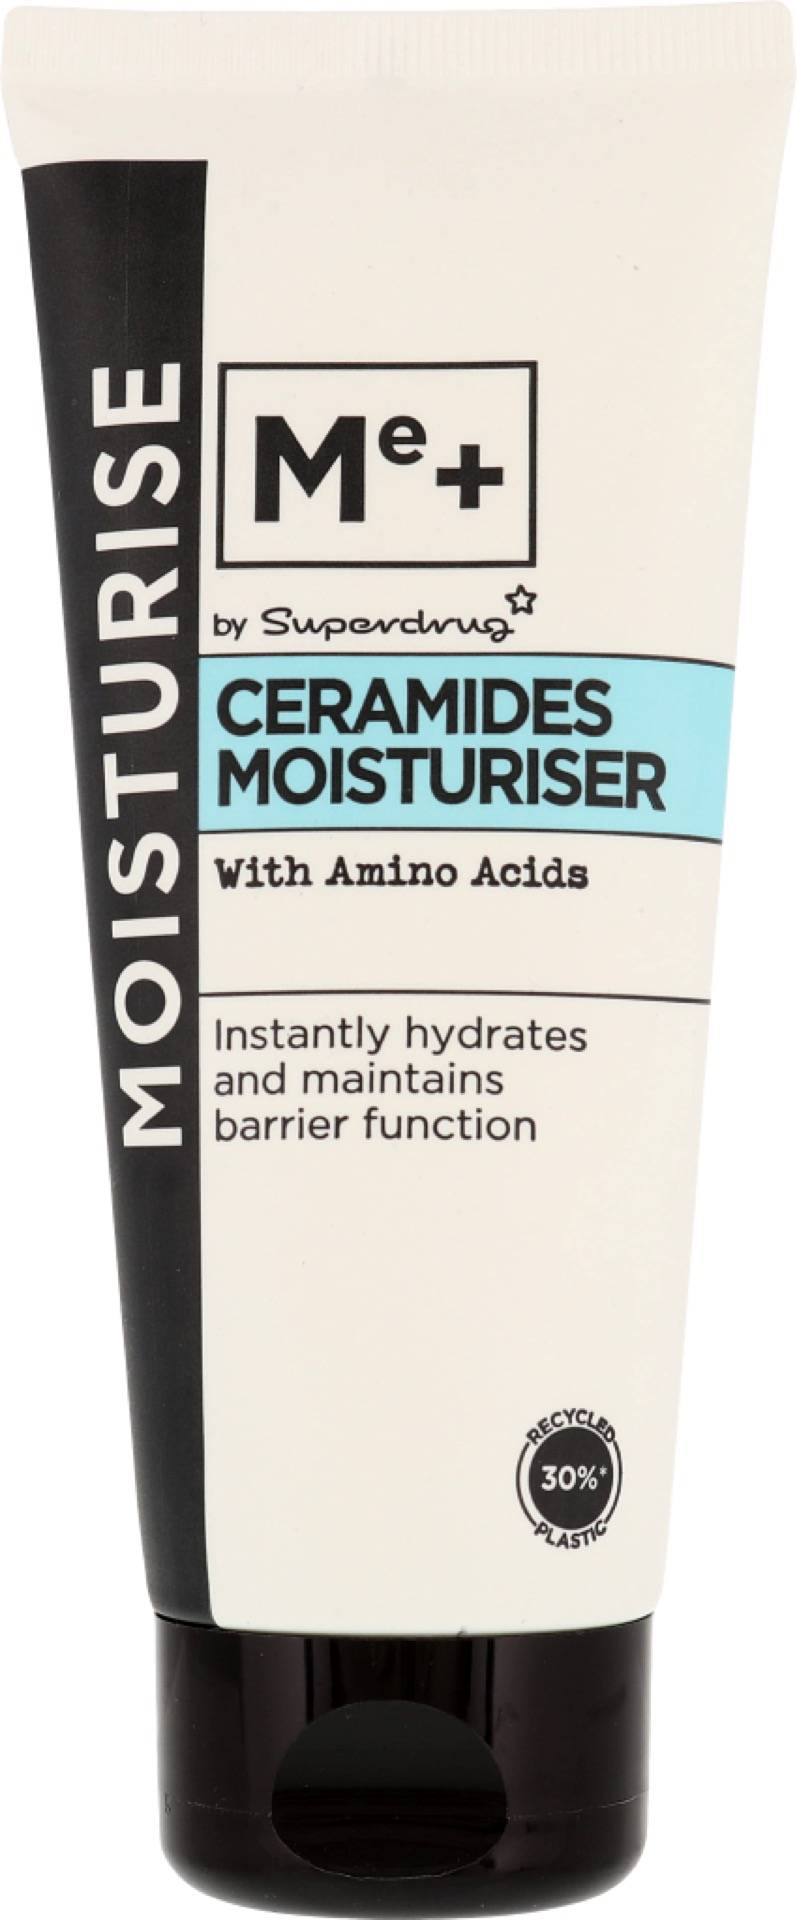 MOISTURISE
Me+
by Superdrug
CERAMIDES
MOISTURISER
With Amino Acids
Instantly hydrates
and maintains
barrier function
RECYCLED
30%*
PLASTIC